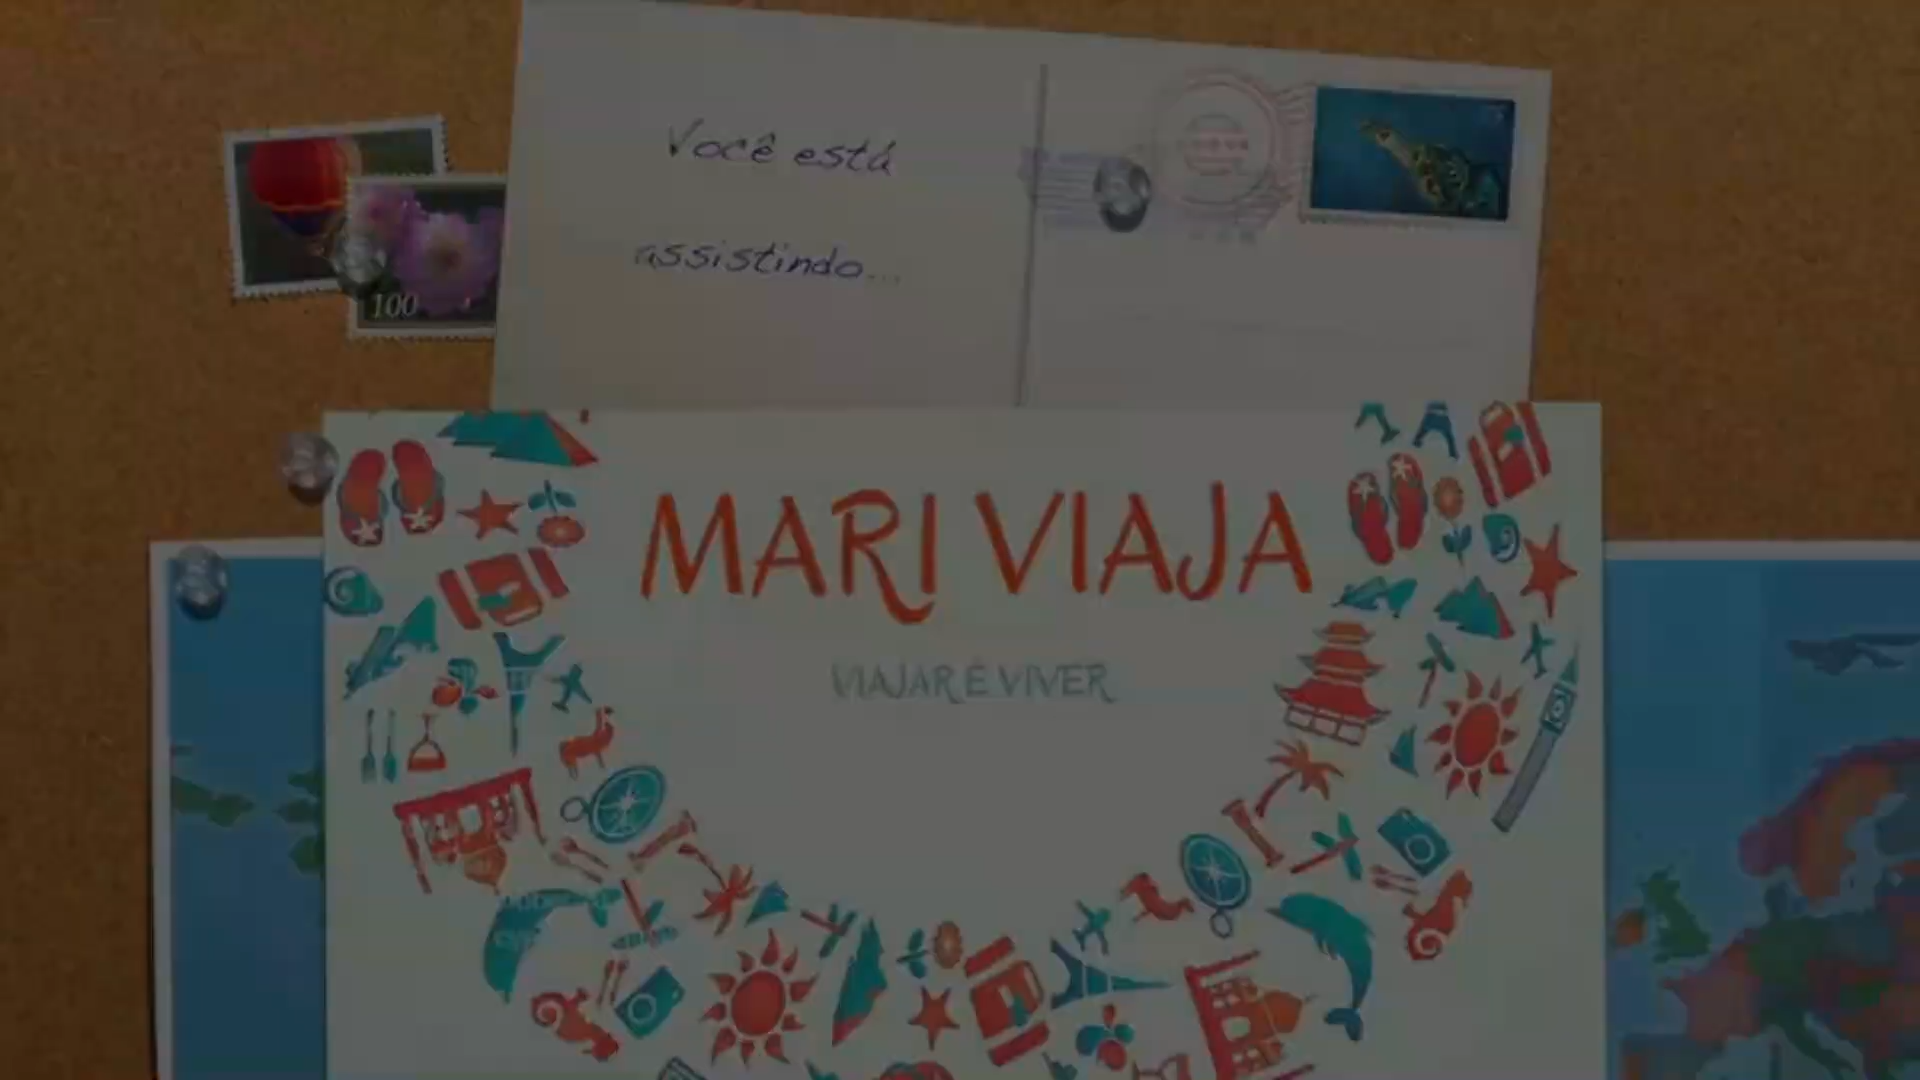 Você está
assistindo...
100
MARI VIAJA
VIAJAR É VIVER